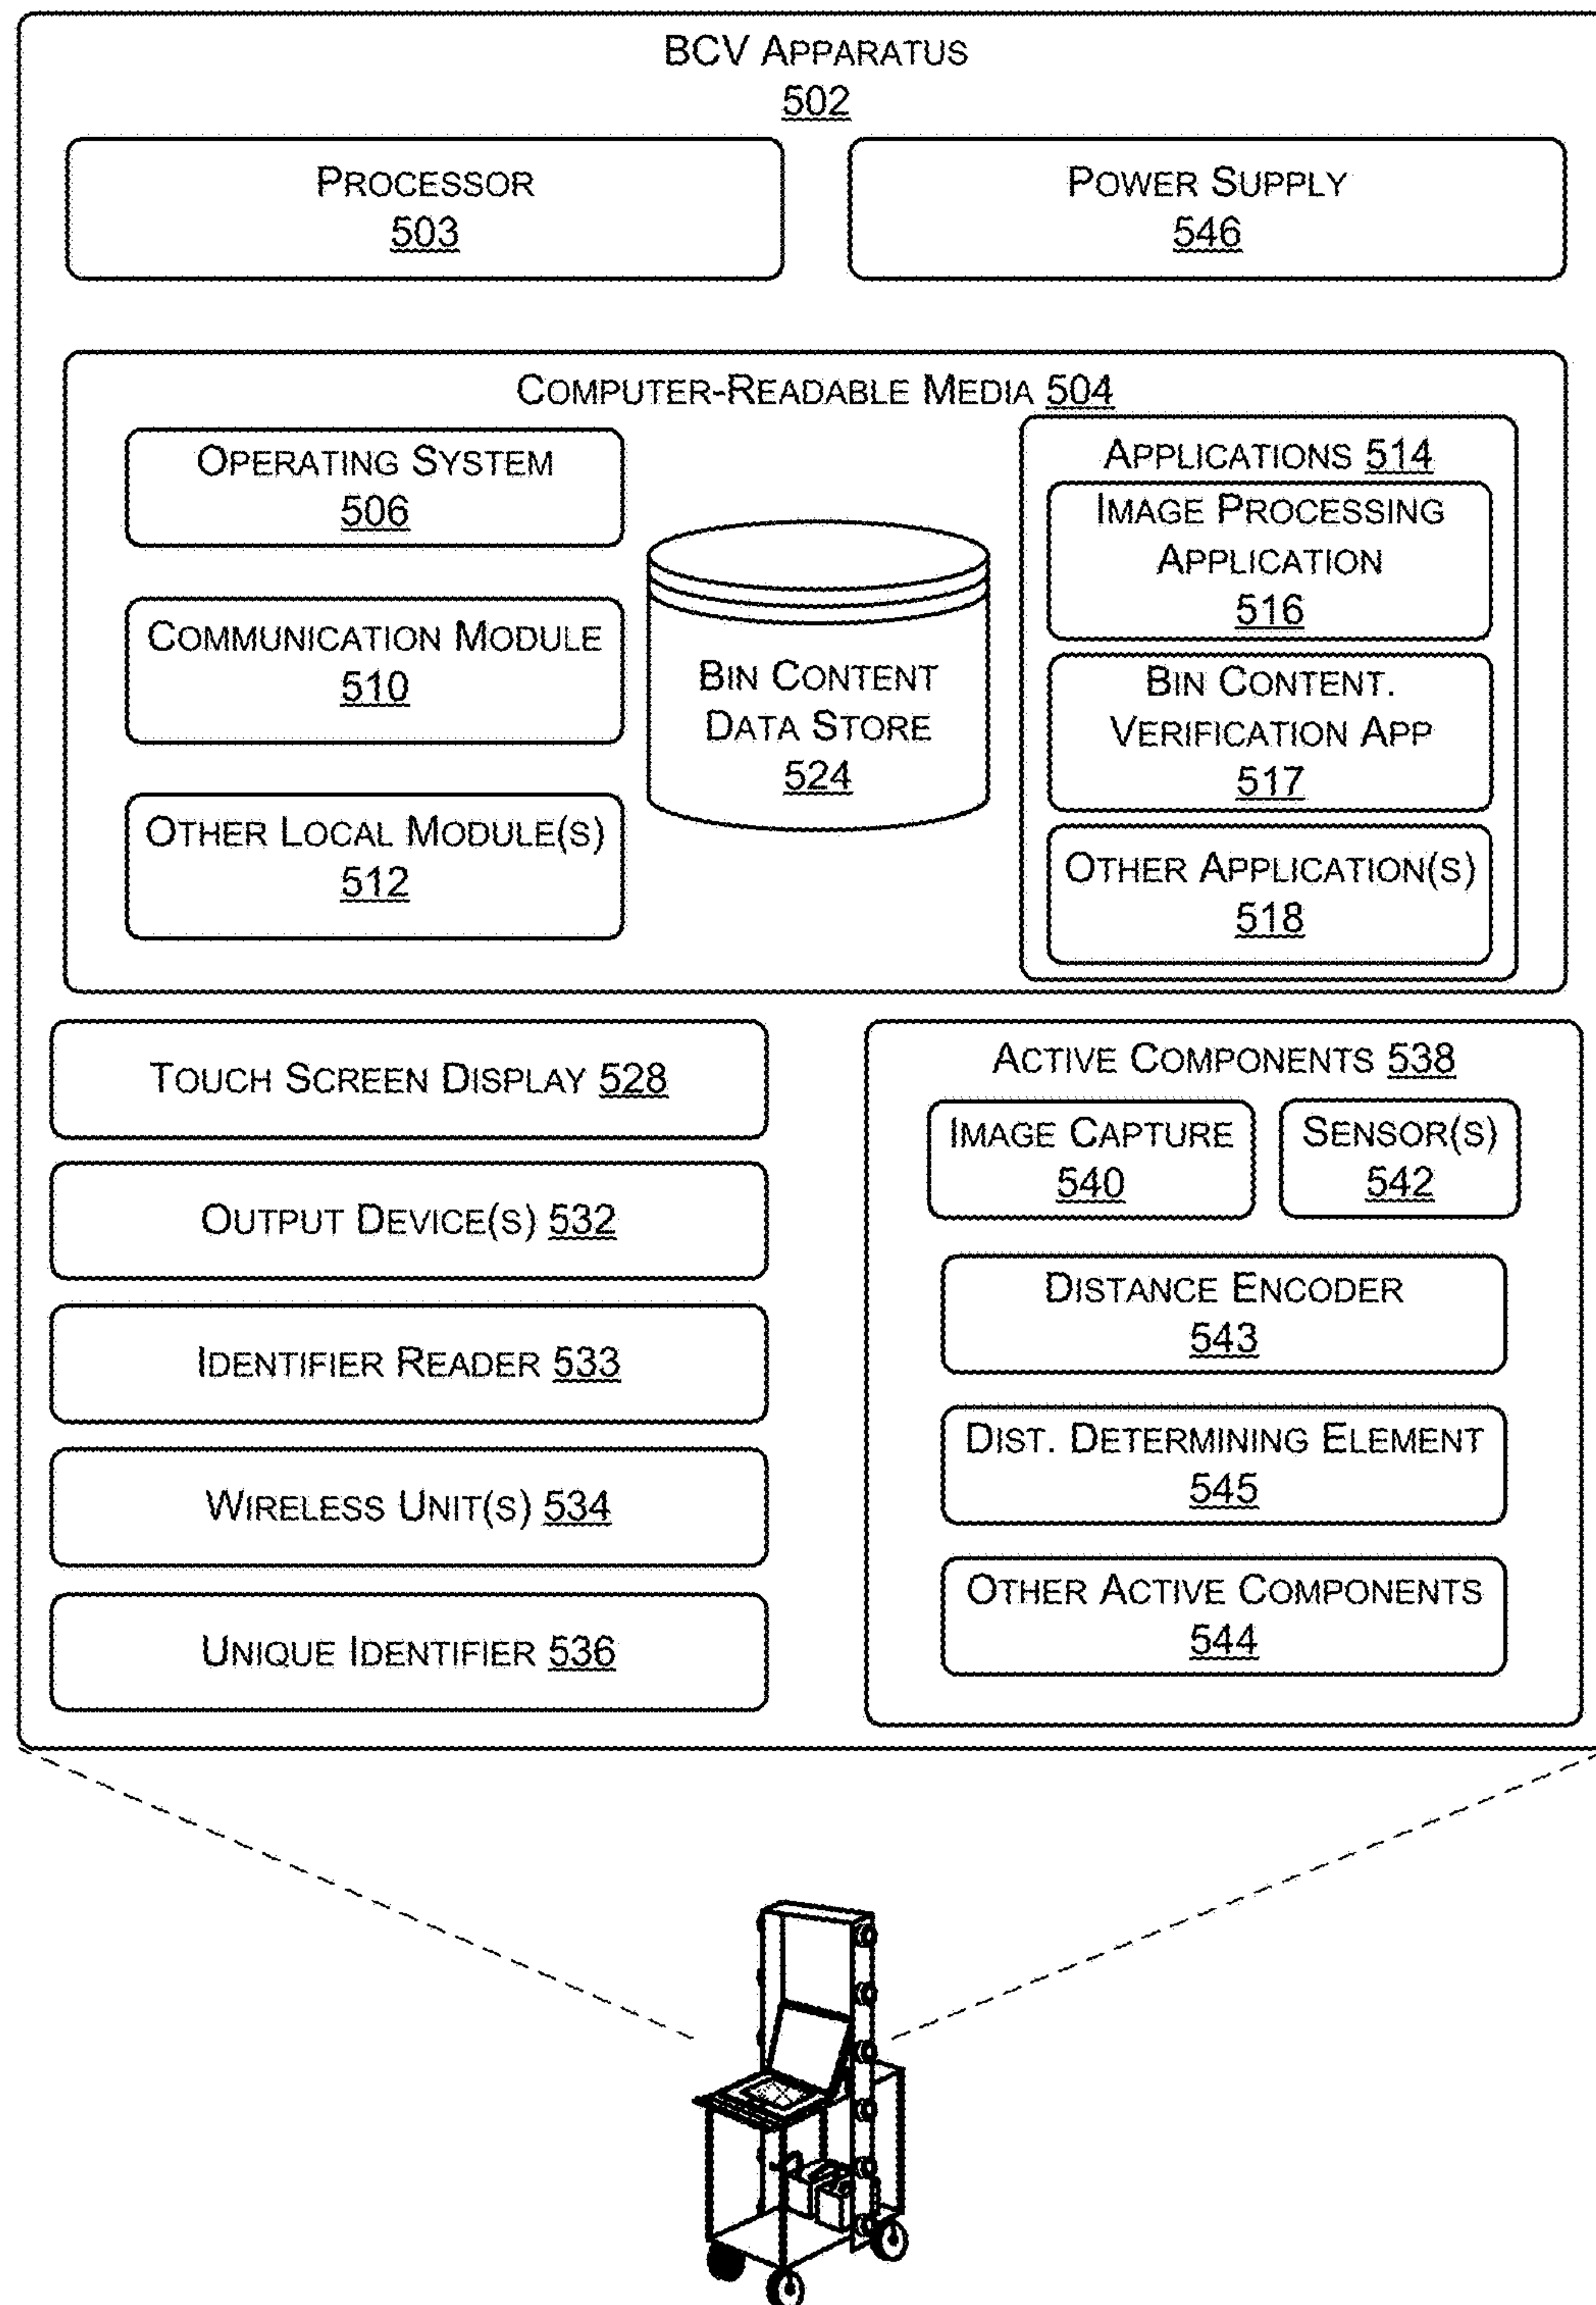 BCV APPARATUS
502
PROCESSOR
503
POWER SUPPLY
546
COMPUTER-READABLE MEDIA 504
OPERATING SYSTEM
506
COMMUNICATION MODULE
510
OTHER LOCAL MODULE(S)
512
BIN CONTENT
DATA STORE
524
APPLICATIONS 514
IMAGE PROCESSING
APPLICATION
516
BIN CONTENT.
VERIFICATION APP
517
OTHER APPLICATION(S)
518
TOUCH SCREEN DISPLAY 528
OUTPUT DEVICE(S) 532
IDENTIFIER READER 533
WIRELESS UNIT(S) 534
UNIQUE IDENTIFIER 536
ACTIVE COMPONENTS 538
IMAGE CAPTURE
540
SENSOR(S)
542
DISTANCE ENCODER
543
DIST. DETERMINING ELEMENT
545
OTHER ACTIVE COMPONENTS
544